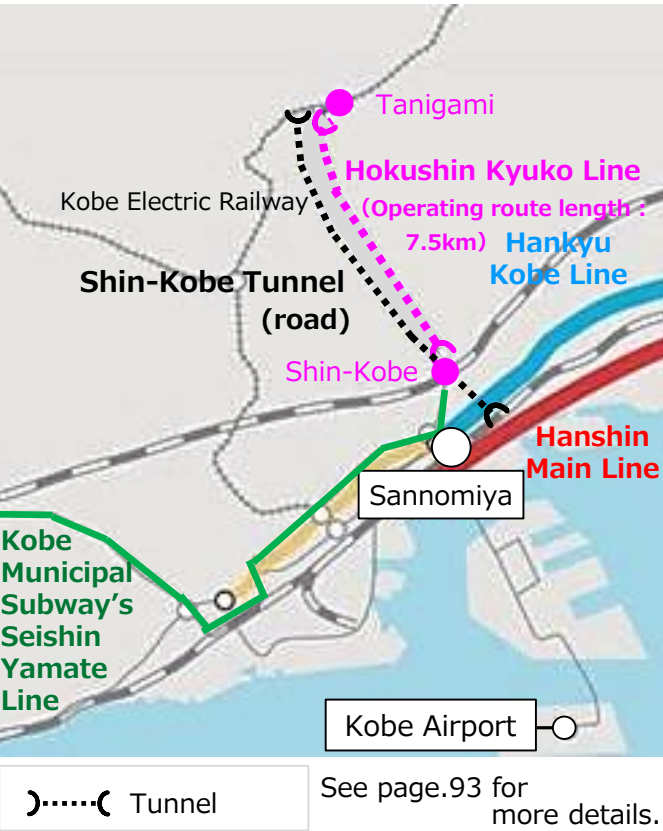 Tanigami
Hokushin Kyuko Line
(Operating route length :
7.5km)
Kobe Electric Railway
Hankyu
Kobe Line
Shin-Kobe Tunnel
(road)
Shin-Kobe
Hanshin
Main Line
Sannomiya
Kobe
Municipal
Subway's
Seishin
Yamate
Line
Kobe Airport
Tunnel
See page.93 for
more details.